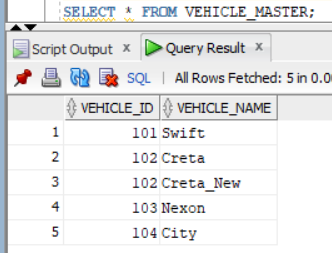 SELECT * FROM VEHICLE_MASTER;
Script Output x Query Result x
SQL | All Rows Fetched: 5 in 0.00
VEHICLE_ID VEHICLE_NAME
1 101 Swift
2 102 Creta
3 102 Creta_New
4 103 Nexon
5 104 City